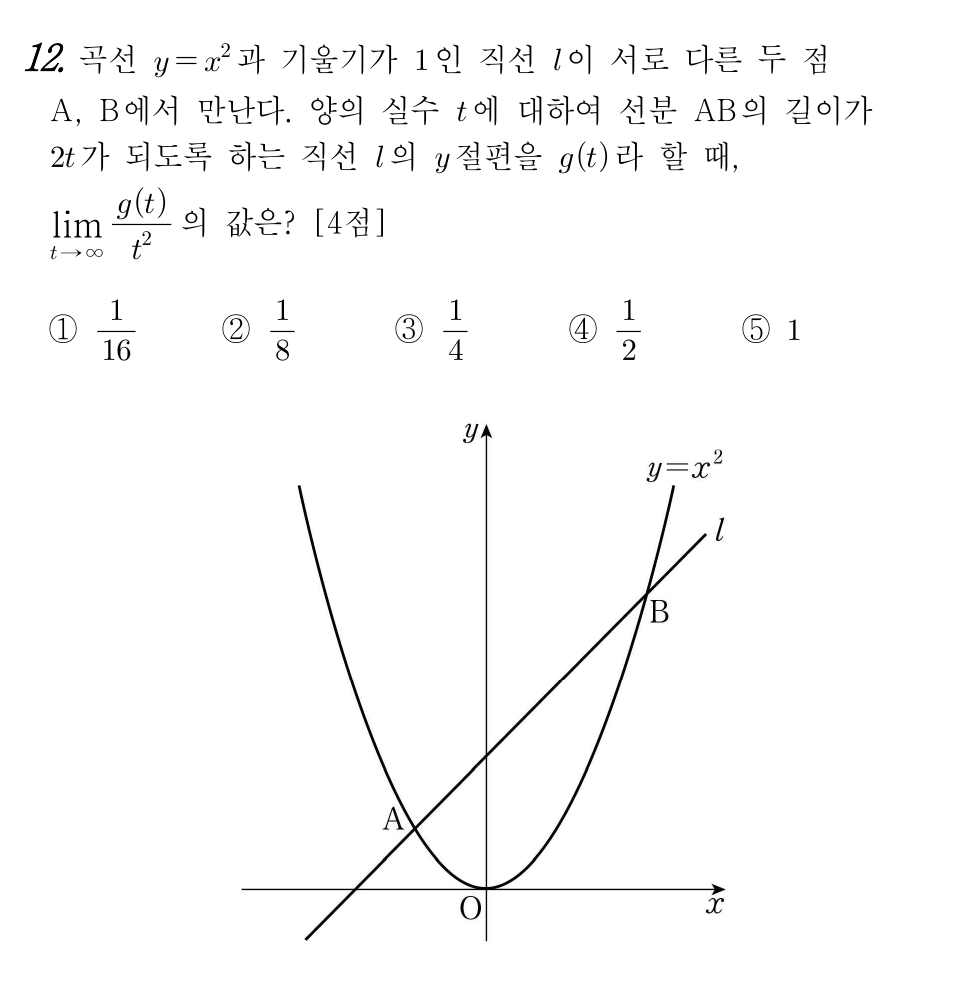 12. 곡선 y=x²과 기울기가 1인 직선 l이 서로 다른 두 점
A, B에서 만난다. 양의 실수 t에 대하여 선분 AB의 길이가
2t가 되도록 하는 직선 l의 y절편을 g(t)라 할 때,
lim_{t→∞} g(t)/t² 의 값은? [4점]
① 1/16 ② 1/8 ③ 1/4 ④ 1/2 ⑤ 1
y
y=x²
l
B
A
O
x